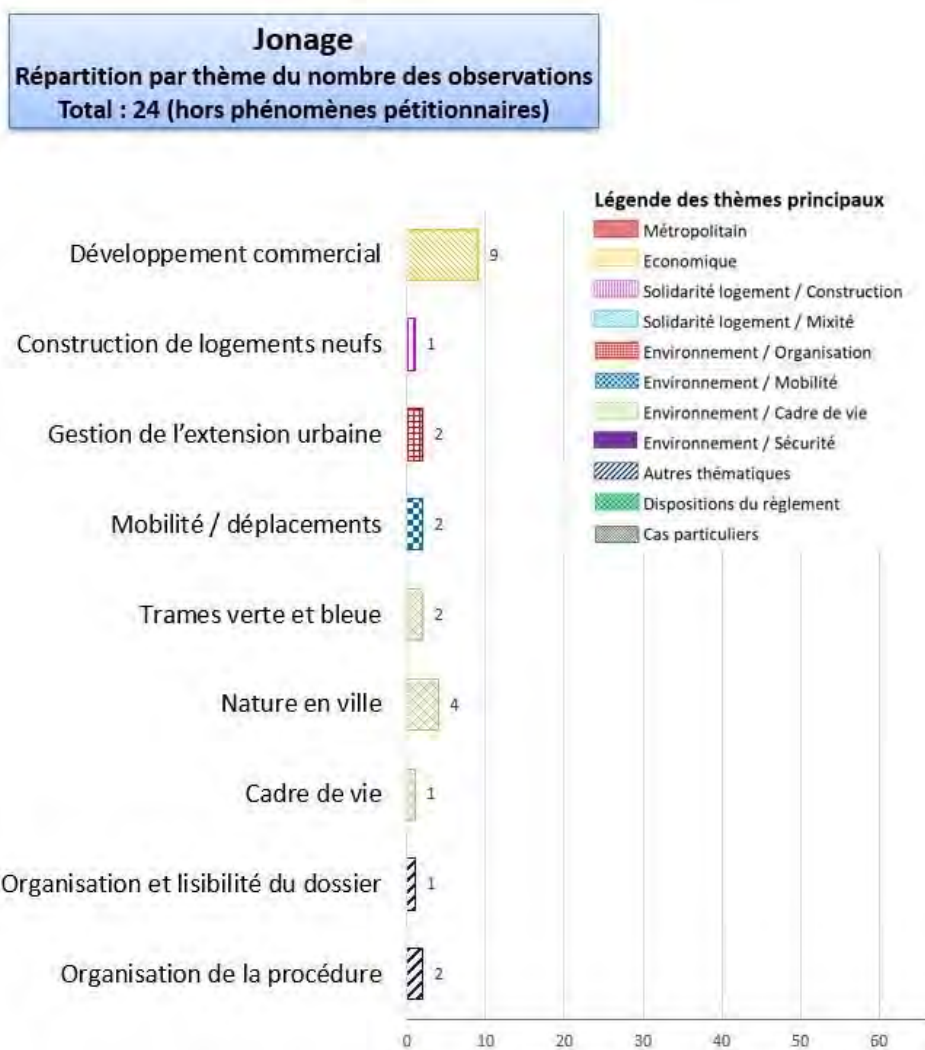 Jonage
Répartition par thème du nombre des observations
Total : 24 (hors phénomènes pétitionnaires)
Légende des thèmes principaux
Métropolitain
Economique
Solidarité logement / Construction
Solidarité logement / Mixité
Environnement / Organisation
Environnement / Mobilité
Environnement / Cadre de vie
Environnement / Sécurité
Autres thématiques
Dispositions du règlement
Cas particuliers
Développement commercial 9
Construction de logements neufs 1
Gestion de l'extension urbaine 2
Mobilité / déplacements 2
Trames verte et bleue 2
Nature en ville 4
Cadre de vie 1
Organisation et lisibilité du dossier 1
Organisation de la procédure 2
0 10 20 30 40 50 60